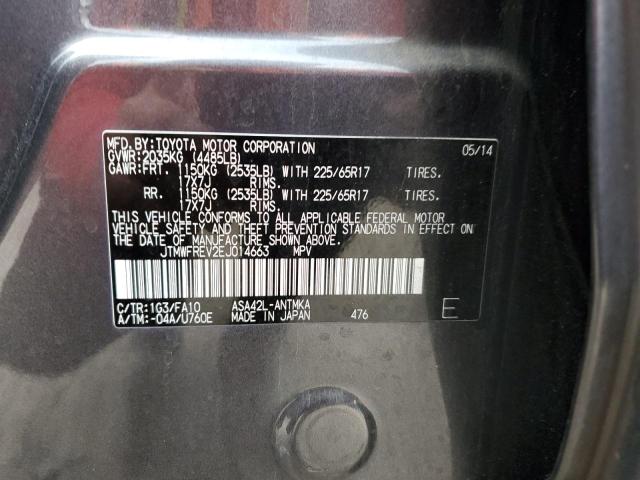 MFD. BY: TOYOTA MOTOR CORPORATION 05/14
GVWR: 2035KG (4485LB)
GAWR: FRT. 1150KG (2535LB) WITH 225/65R17 TIRES.
17X7J RIMS.
RR. 1150KG (2535LB) WITH 225/65R17 TIRES.
17X7J RIMS.
THIS VEHICLE CONFORMS TO ALL APPLICABLE FEDERAL MOTOR
VEHICLE SAFETY AND THEFT PREVENTION STANDARDS IN EFFECT ON
THE DATE OF MANUFACTURE SHOWN ABOVE.
JTMWFREV2EJ014663 MPV
C/TR: 1G3/FA10 ASA42L-ANTMKA
A/TM: -04A/U760E MADE IN JAPAN 476 E